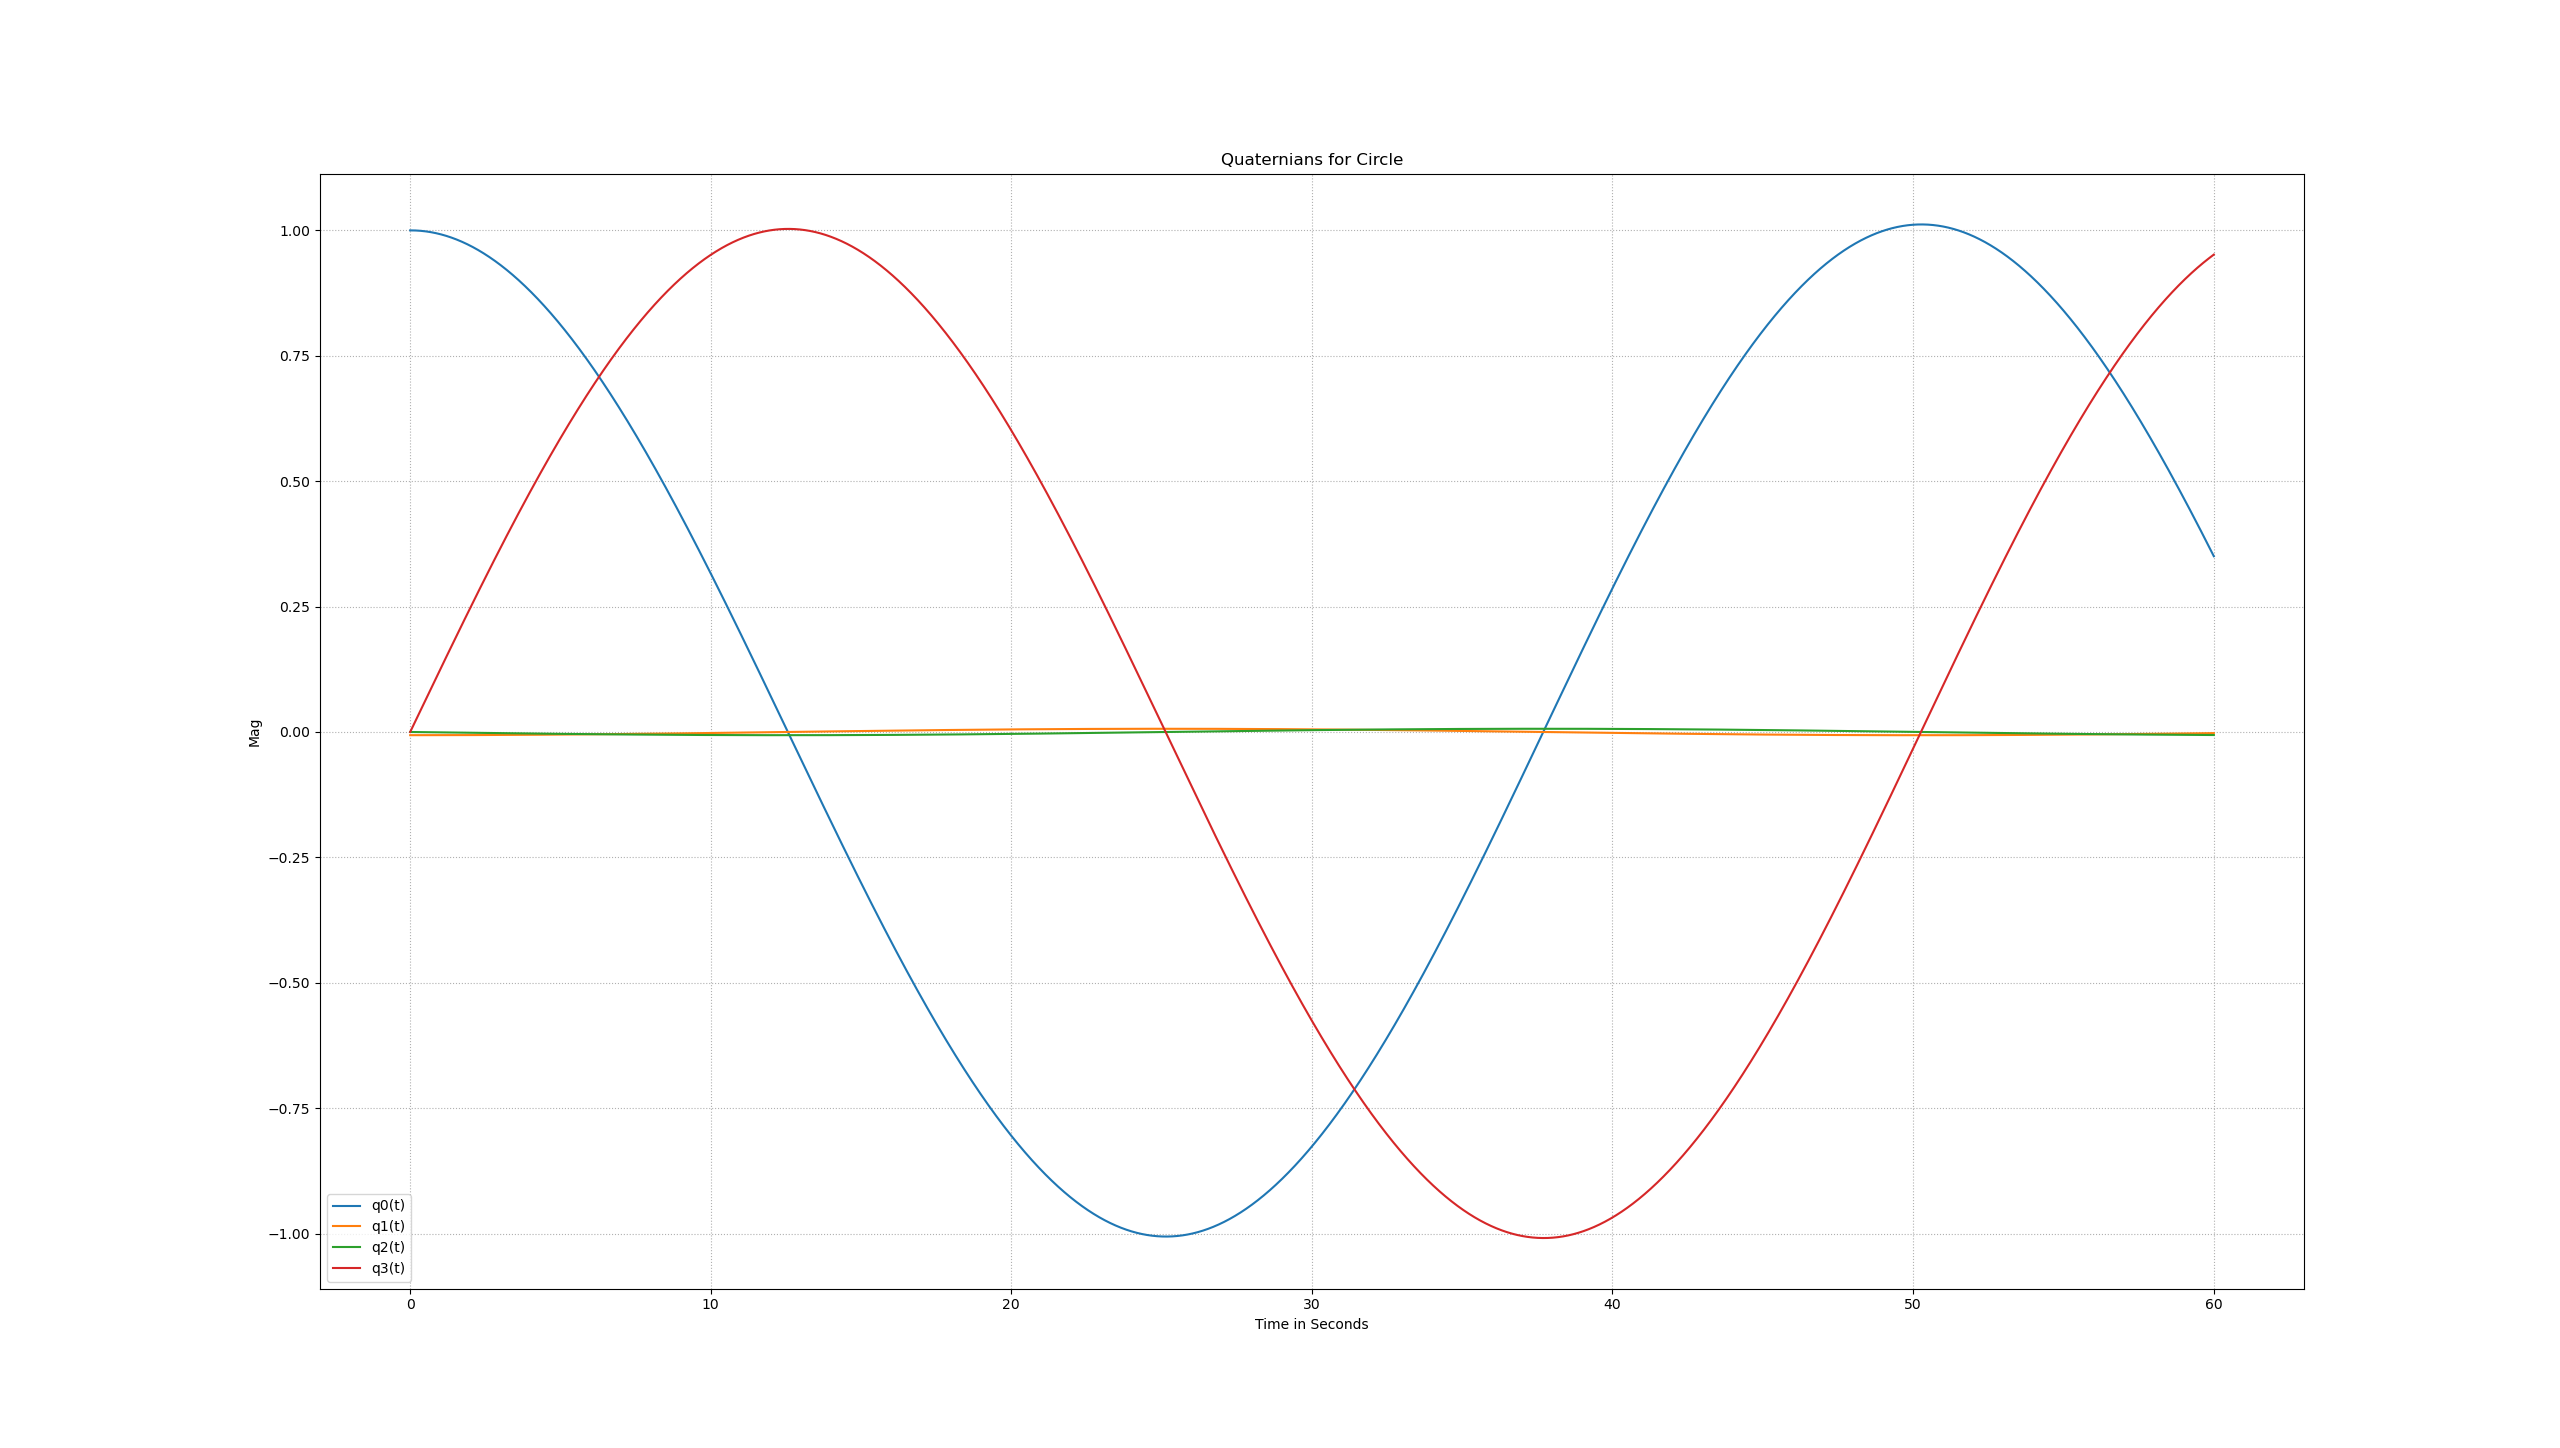 Quaternians for Circle
1.00
0.75
0.50
0.25
0.00
−0.25
−0.50
−0.75
−1.00
Mag
q0(t)
q1(t)
q2(t)
q3(t)
0 10 20 30 40 50 60
Time in Seconds